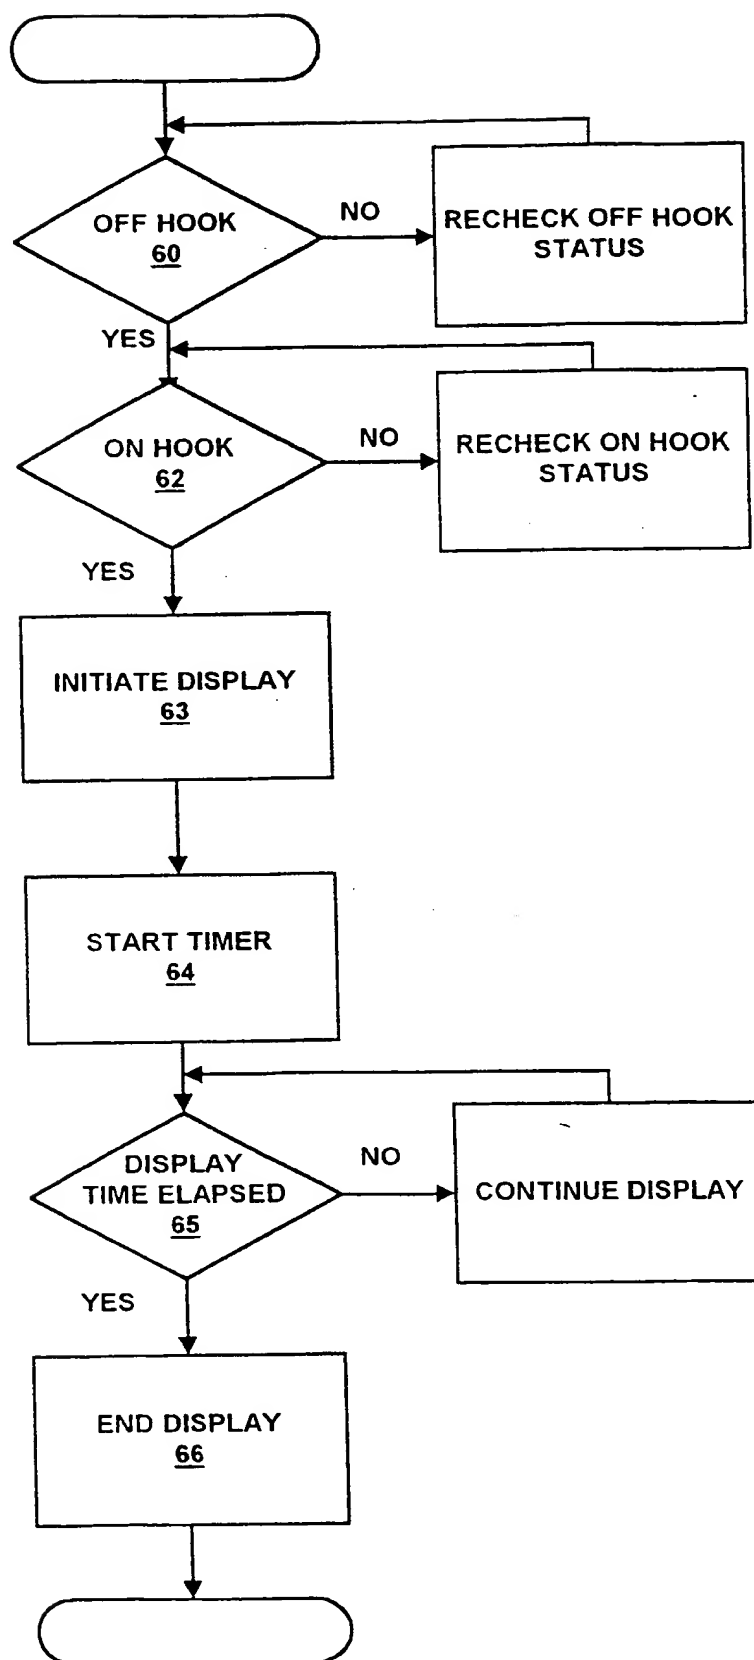 OFF HOOK
60
NO
RECHECK OFF HOOK
STATUS
YES
ON HOOK
62
NO
RECHECK ON HOOK
STATUS
YES
INITIATE DISPLAY
63
START TIMER
64
DISPLAY
TIME ELAPSED
65
NO
CONTINUE DISPLAY
YES
END DISPLAY
66